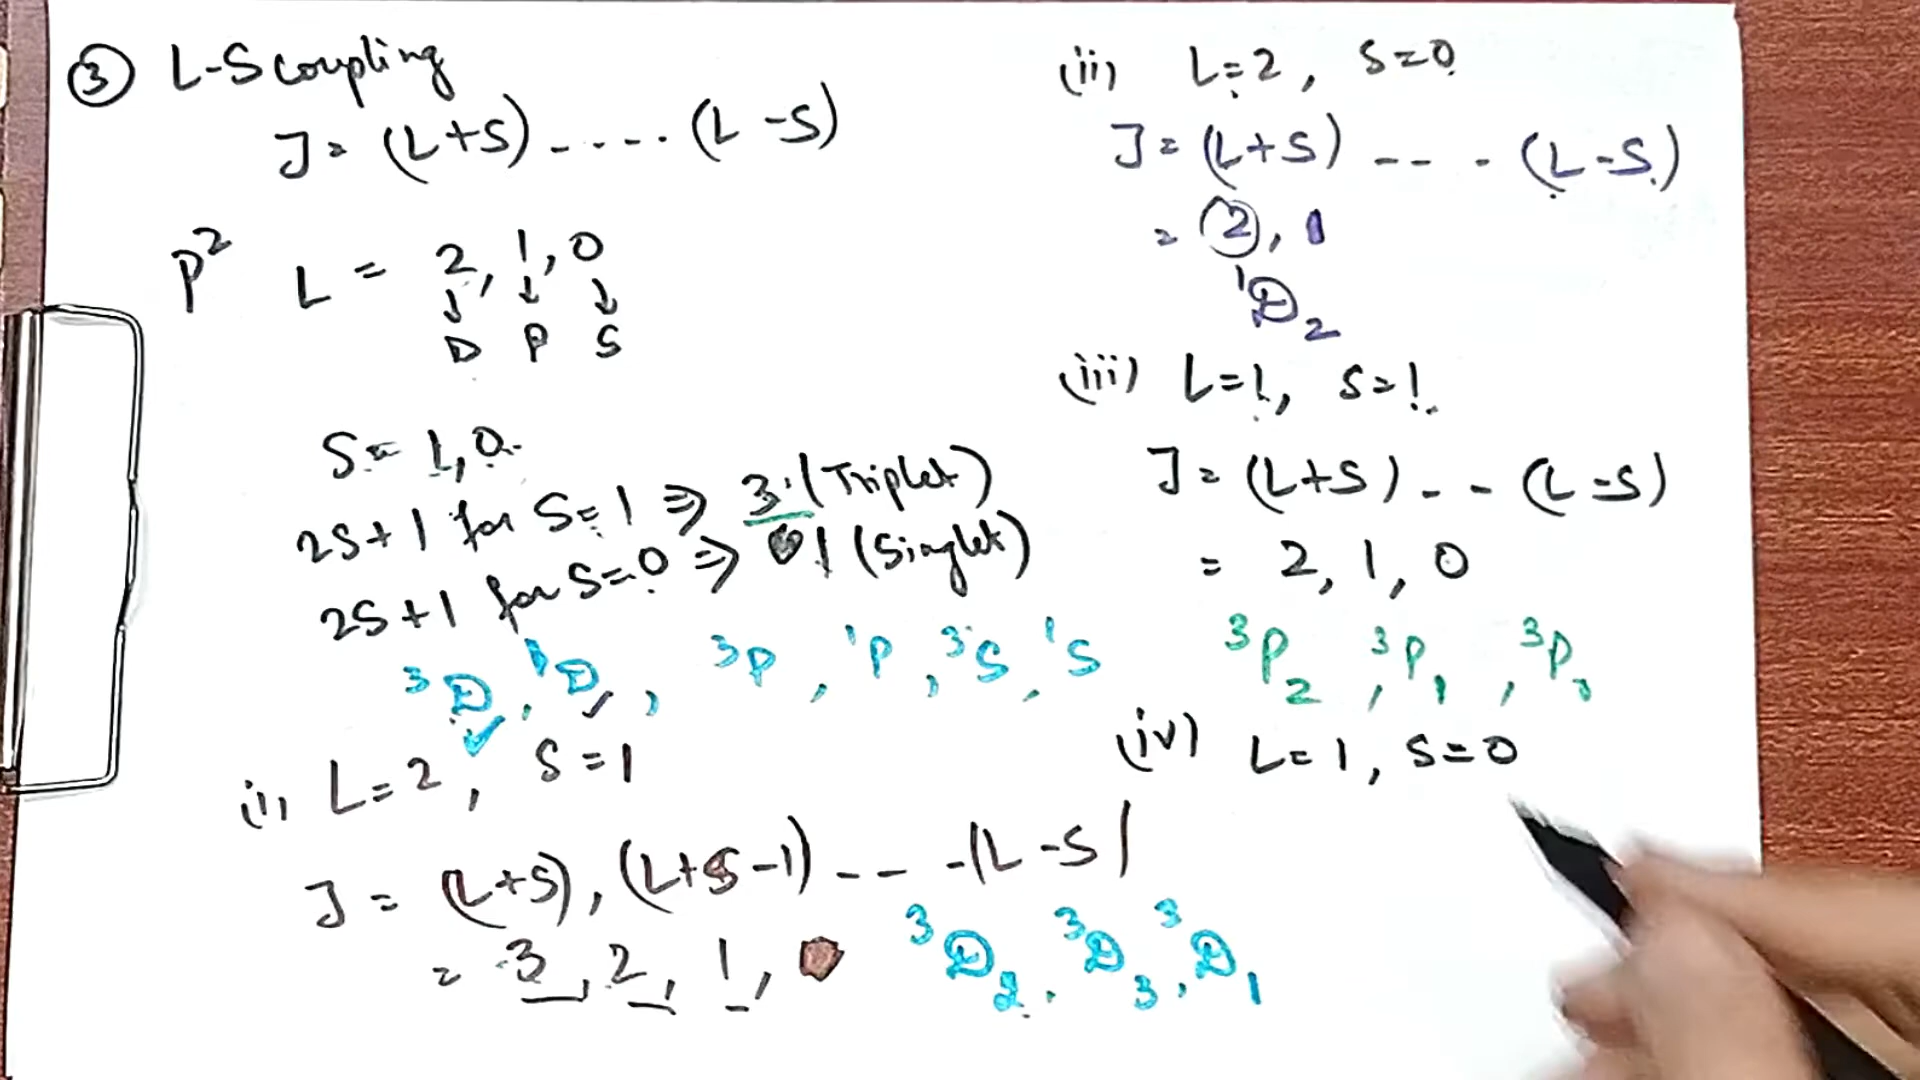 ③ L-S coupling
J = (L+S) ----- (L-S)
P² L = 2, 1, 0
↓ ↓ ↓
D P S
S = 1, 0
2S+1 for S=1 ⇒ 3 (Triplet)
2S+1 for S=0 ⇒ 1 (Singlet)
³D, ¹D, ³P, ¹P, ³S, ¹S
(i) L=2, S=1
J = (L+S), (L+S-1) --- -|L-S|
= 3, 2, 1,
³D₂, ³D₃, ³D₁
(ii) L=2, S=0
J = (L+S) --- - (L-S)
= ②, 1
¹D₂
(iii) L=1, S=1
J = (L+S) -- (L-S)
= 2, 1, 0
³P₂, ³P₁, ³P
(iv) L=1, S=0